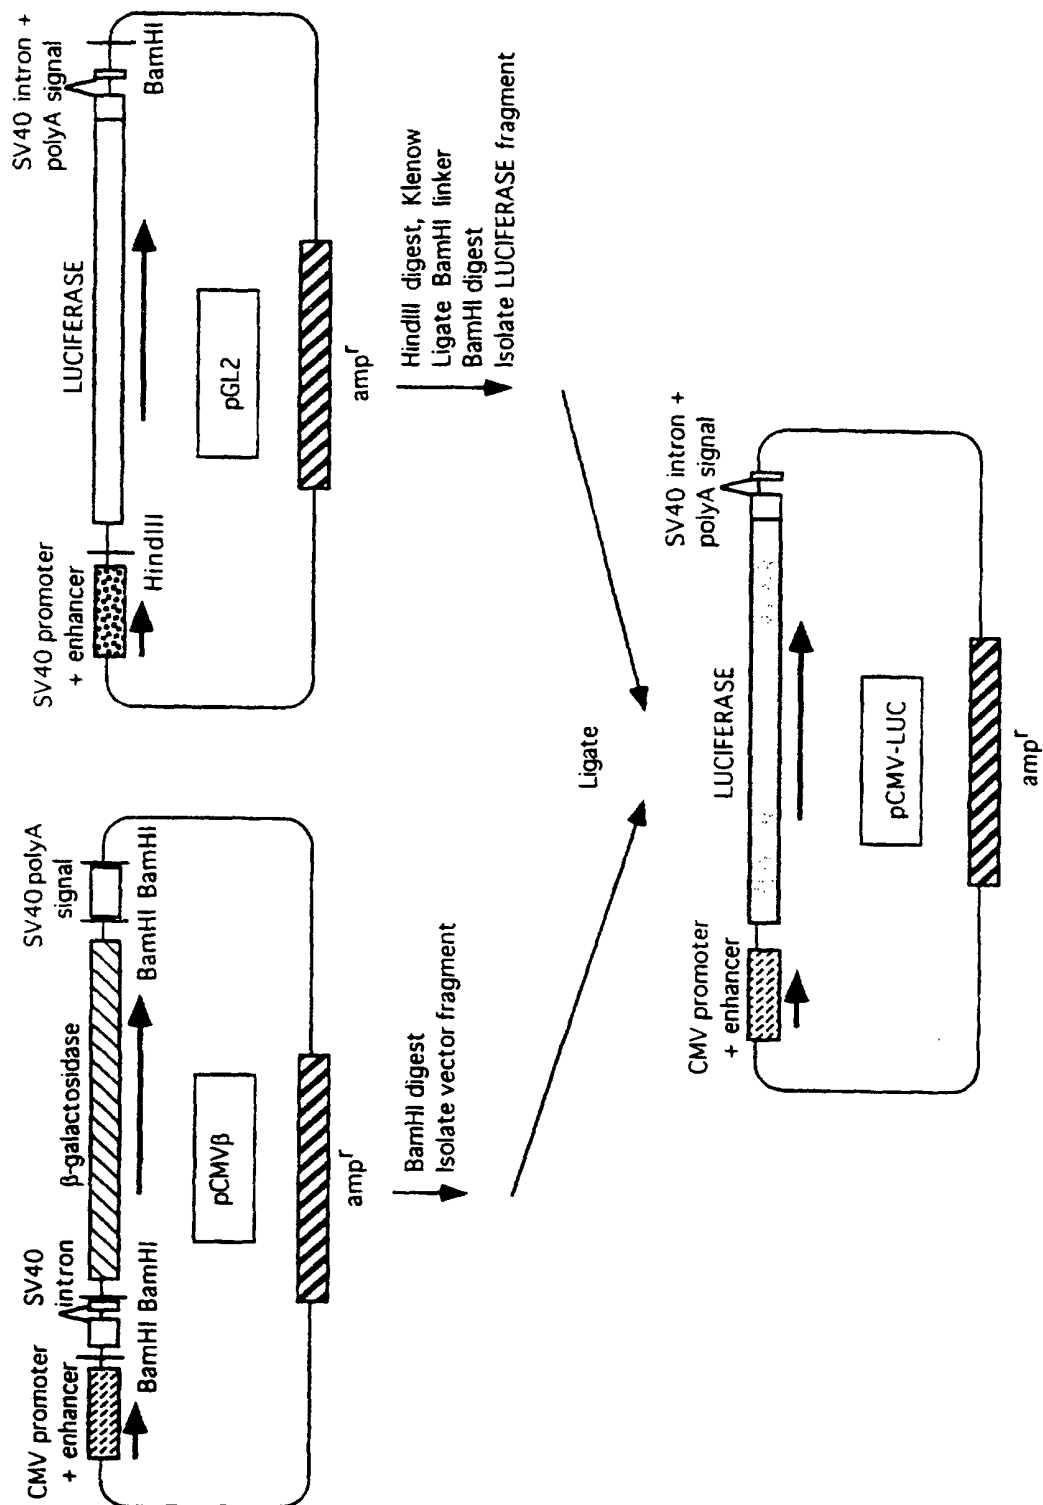 CMV promoter
+ enhancer
SV40
intron
β-galactosidase
SV40 polyA
signal
BamHI BamHI
BamHI BamHI
pCMVβ
amp^r
BamHI digest
Isolate vector fragment
SV40 promoter
+ enhancer
HindIII
LUCIFERASE
SV40 intron +
polyA signal
BamHI
pGL2
amp^r
HindIII digest, Klenow
Ligate BamHI linker
BamHI digest
Isolate LUCIFERASE fragment
Ligate
CMV promoter
+ enhancer
LUCIFERASE
SV40 intron +
polyA signal
pCMV-LUC
amp^r